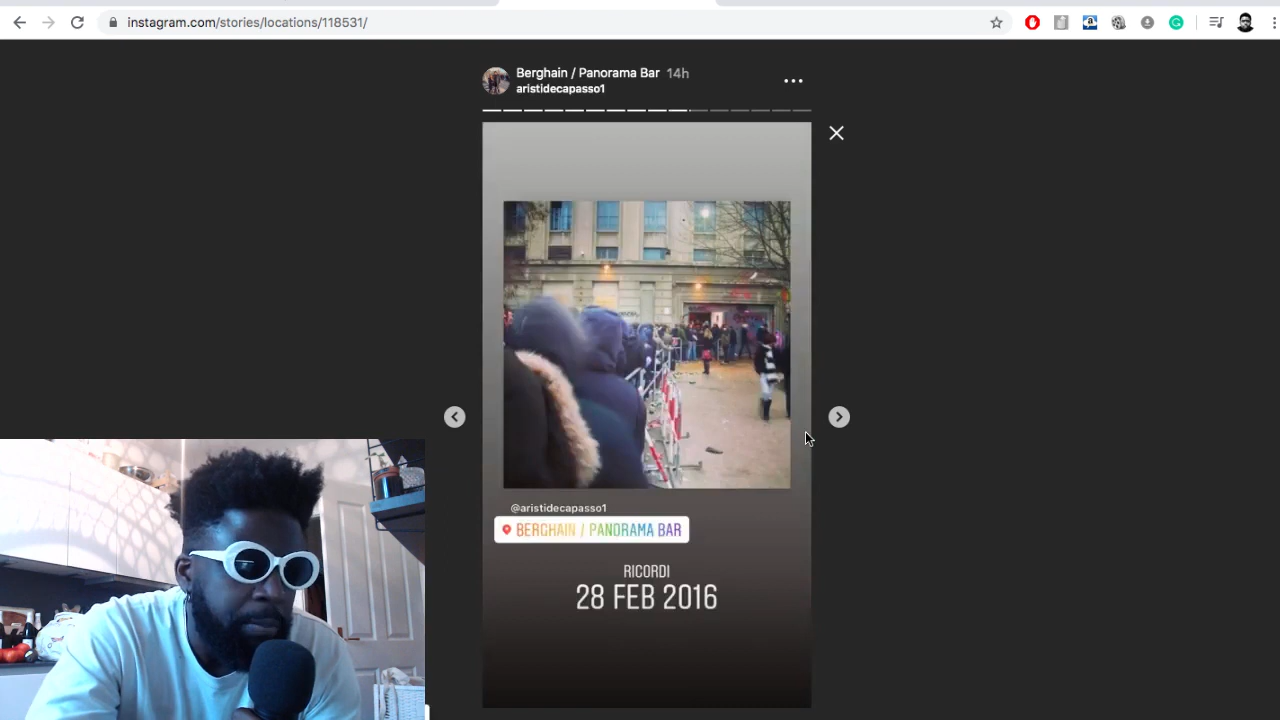 instagram.com/stories/locations/118531/
Berghain / Panorama Bar 14h
aristidecapasso1
@aristidecapasso1
BERGHAIN / PANORAMA BAR
RICORDI
28 FEB 2016